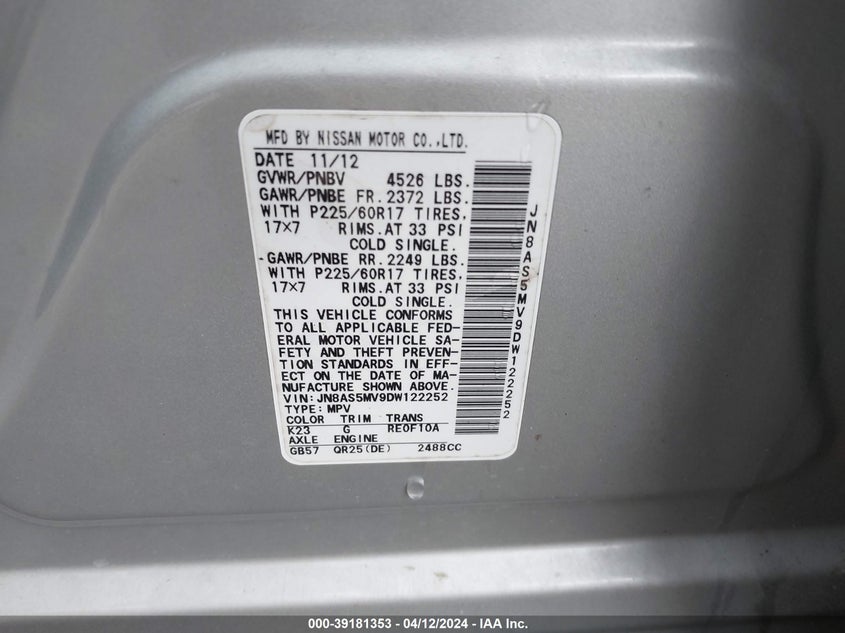 MFD BY NISSAN MOTOR CO.,LTD.
DATE 11/12
GVWR/PNBV 4526 LBS.
GAWR/PNBE FR. 2372 LBS.
WITH P225/60R17 TIRES,
17×7 RIMS.AT 33 PSI
COLD SINGLE.
GAWR/PNBE RR. 2249 LBS.
WITH P225/60R17 TIRES,
17×7 RIMS.AT 33 PSI
COLD SINGLE.
THIS VEHICLE CONFORMS
TO ALL APPLICABLE FED-
ERAL MOTOR VEHICLE SA-
FETY AND THEFT PREVEN-
TION STANDARDS IN EFF-
ECT ON THE DATE OF MA-
NUFACTURE SHOWN ABOVE.
VIN: JN8AS5MV9DW122252
TYPE: MPV
COLOR TRIM TRANS
K23 G RE0F10A
AXLE ENGINE
GB57 QR25(DE) 2488CC
JN8AS5MV9DW122252
000-39181353 - 04/12/2024 - IAA Inc.